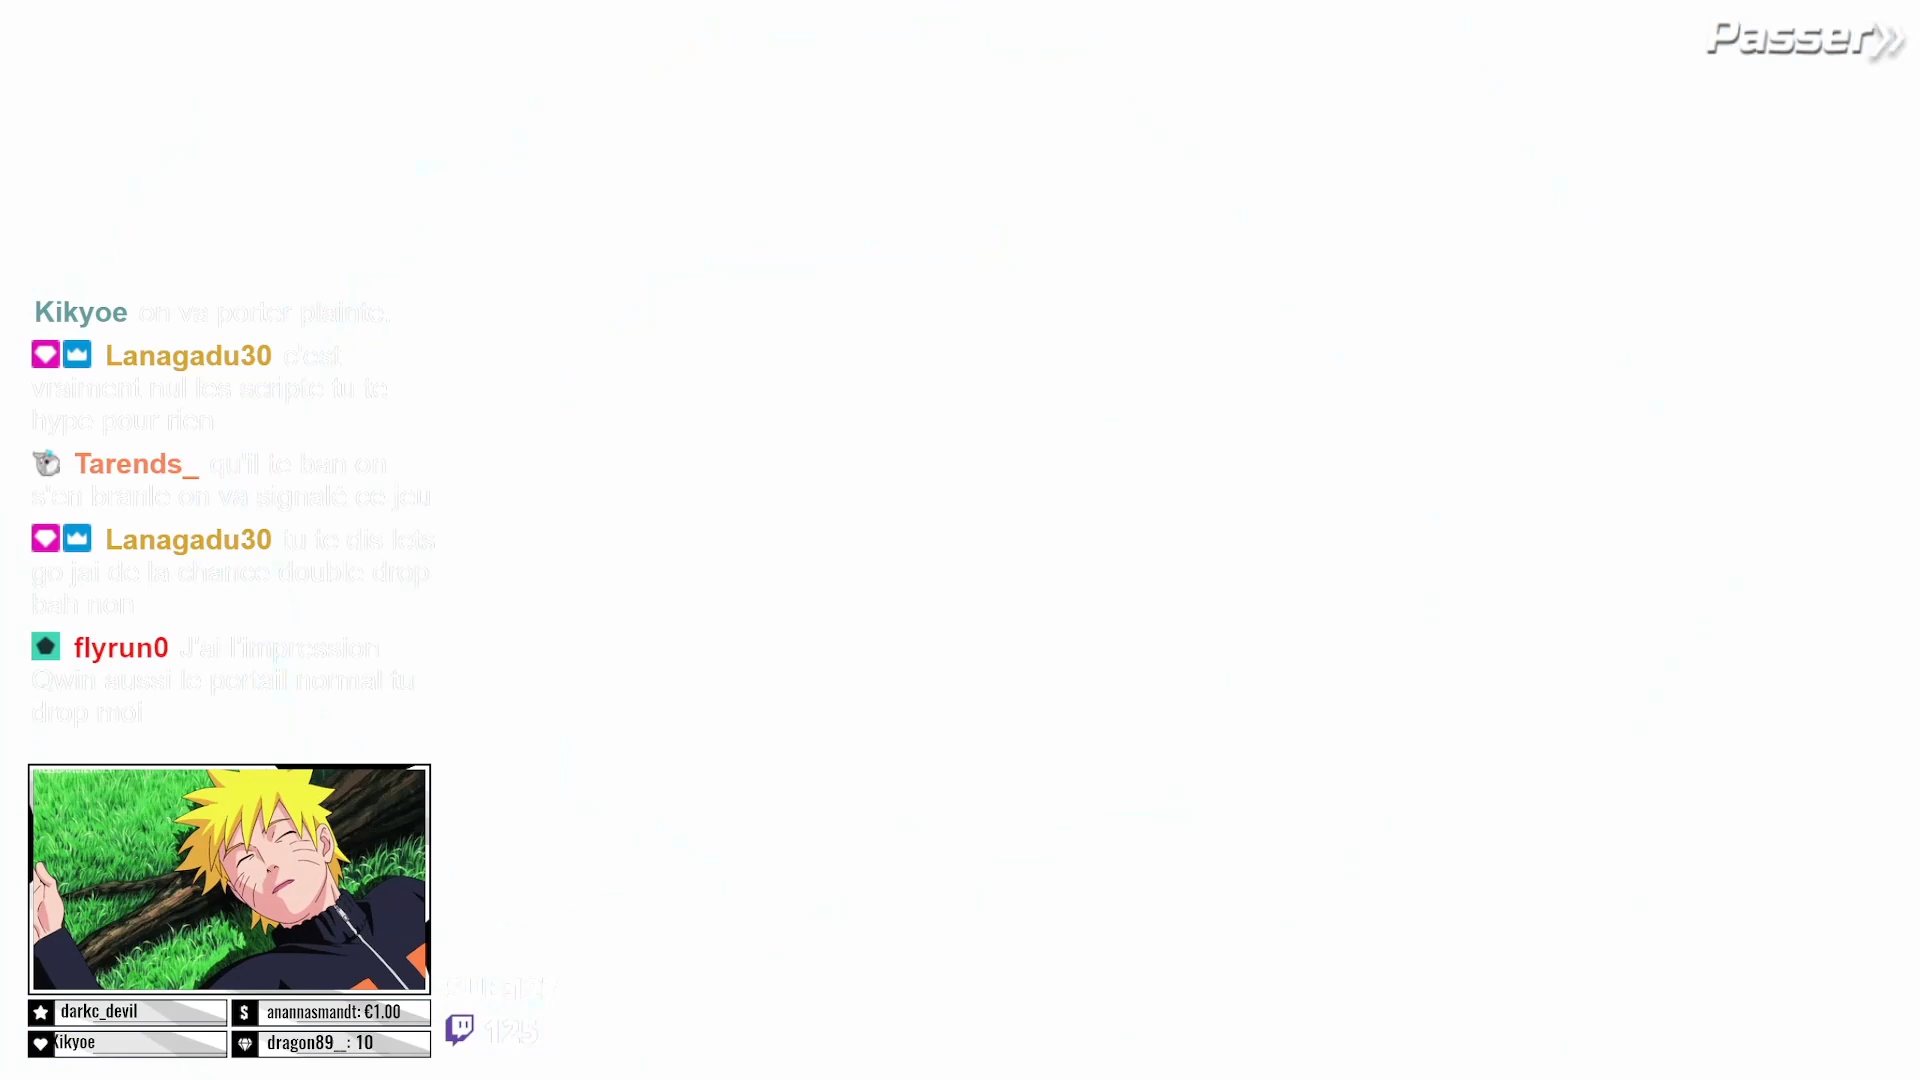 Passer
Kikyoe on va porter plainte.
Lanagadu30 c'est
vraiment nul les scripte tu te
hype pour rien
Tarends_ qu'il te ban on
s'en branle on va signalé ce jeu
Lanagadu30 tu te dis lets
go jai de la chance double drop
bah non
flyrun0 J'ai l'impression
Qwin aussi le portail normal tu
drop moi
darkc_devil
anannasmandt: €1.00
Kikyoe
dragon89__: 10
125